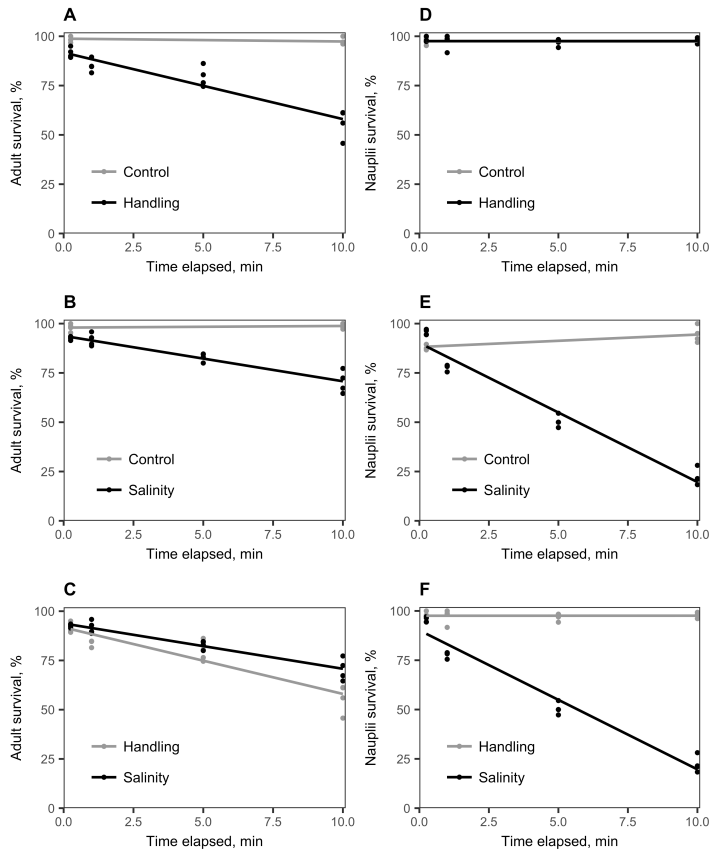 A
100
75
50
25
0
Adult survival, %
Control
Handling
0.0 2.5 5.0 7.5 10.0
Time elapsed, min
D
100
75
50
25
0
Nauplii survival, %
Control
Handling
0.0 2.5 5.0 7.5 10.0
Time elapsed, min
B
100
75
50
25
0
Adult survival, %
Control
Salinity
0.0 2.5 5.0 7.5 10.0
Time elapsed, min
E
100
75
50
25
0
Nauplii survival, %
Control
Salinity
0.0 2.5 5.0 7.5 10.0
Time elapsed, min
C
100
75
50
25
0
Adult survival, %
Handling
Salinity
0.0 2.5 5.0 7.5 10.0
Time elapsed, min
F
100
75
50
25
0
Nauplii survival, %
Handling
Salinity
0.0 2.5 5.0 7.5 10.0
Time elapsed, min